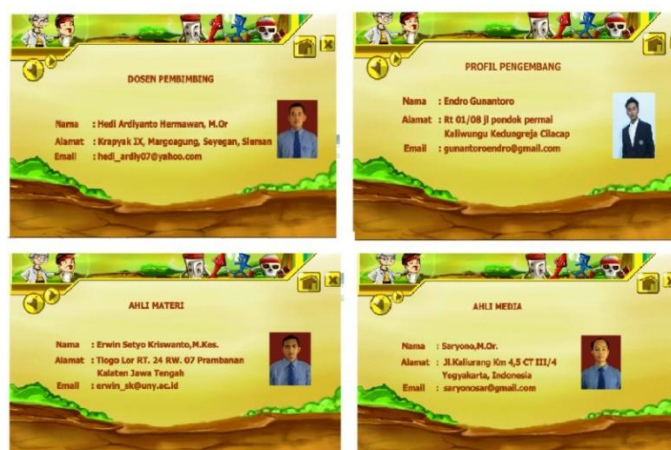 DOSEN PEMBIMBING
Nama : Hedi Ardiyanto Hermawan, M.Or
Alamat : Krapyak IX, Margoagung, Seyegan, Sleman
Email : hedi_ardiy07@yahoo.com
PROFIL PENGEMBANG
Nama : Endro Gunantoro
Alamat : Rt 01/08 jl pondok permai
Kaliwungu Kedungreja Cilacap
Email : gunantoroendro@gmail.com
AHLI MATERI
Nama : Erwin Setyo Kriswanto,M.Kes.
Alamat : Tlogo Lor RT. 24 RW. 07 Prambanan
Kalaten Jawa Tengah
Email : erwin_sk@uny.ac.id
AHLI MEDIA
Nama : Saryono,M.Or.
Alamat : Jl.Kaliurang Km 4,5 CT III/4
Yogyakarta, Indonesia
Email : saryonosar@gmail.com